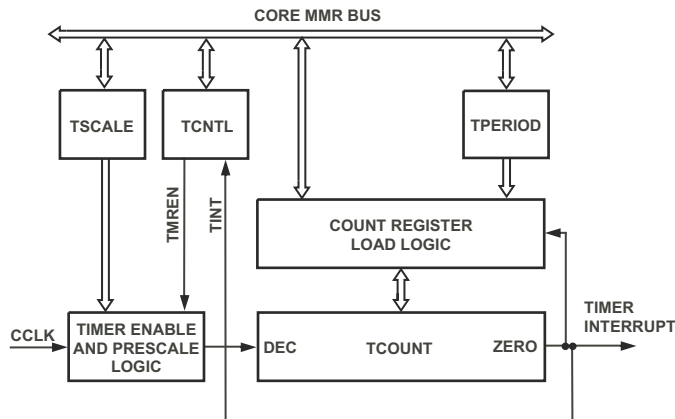 CORE MMR BUS
TSCALE
TCNTL
TPERIOD
TMREN
TINT
COUNT REGISTER
LOAD LOGIC
CCLK
TIMER ENABLE
AND PRESCALE
LOGIC
DEC
TCOUNT
ZERO
TIMER
INTERRUPT